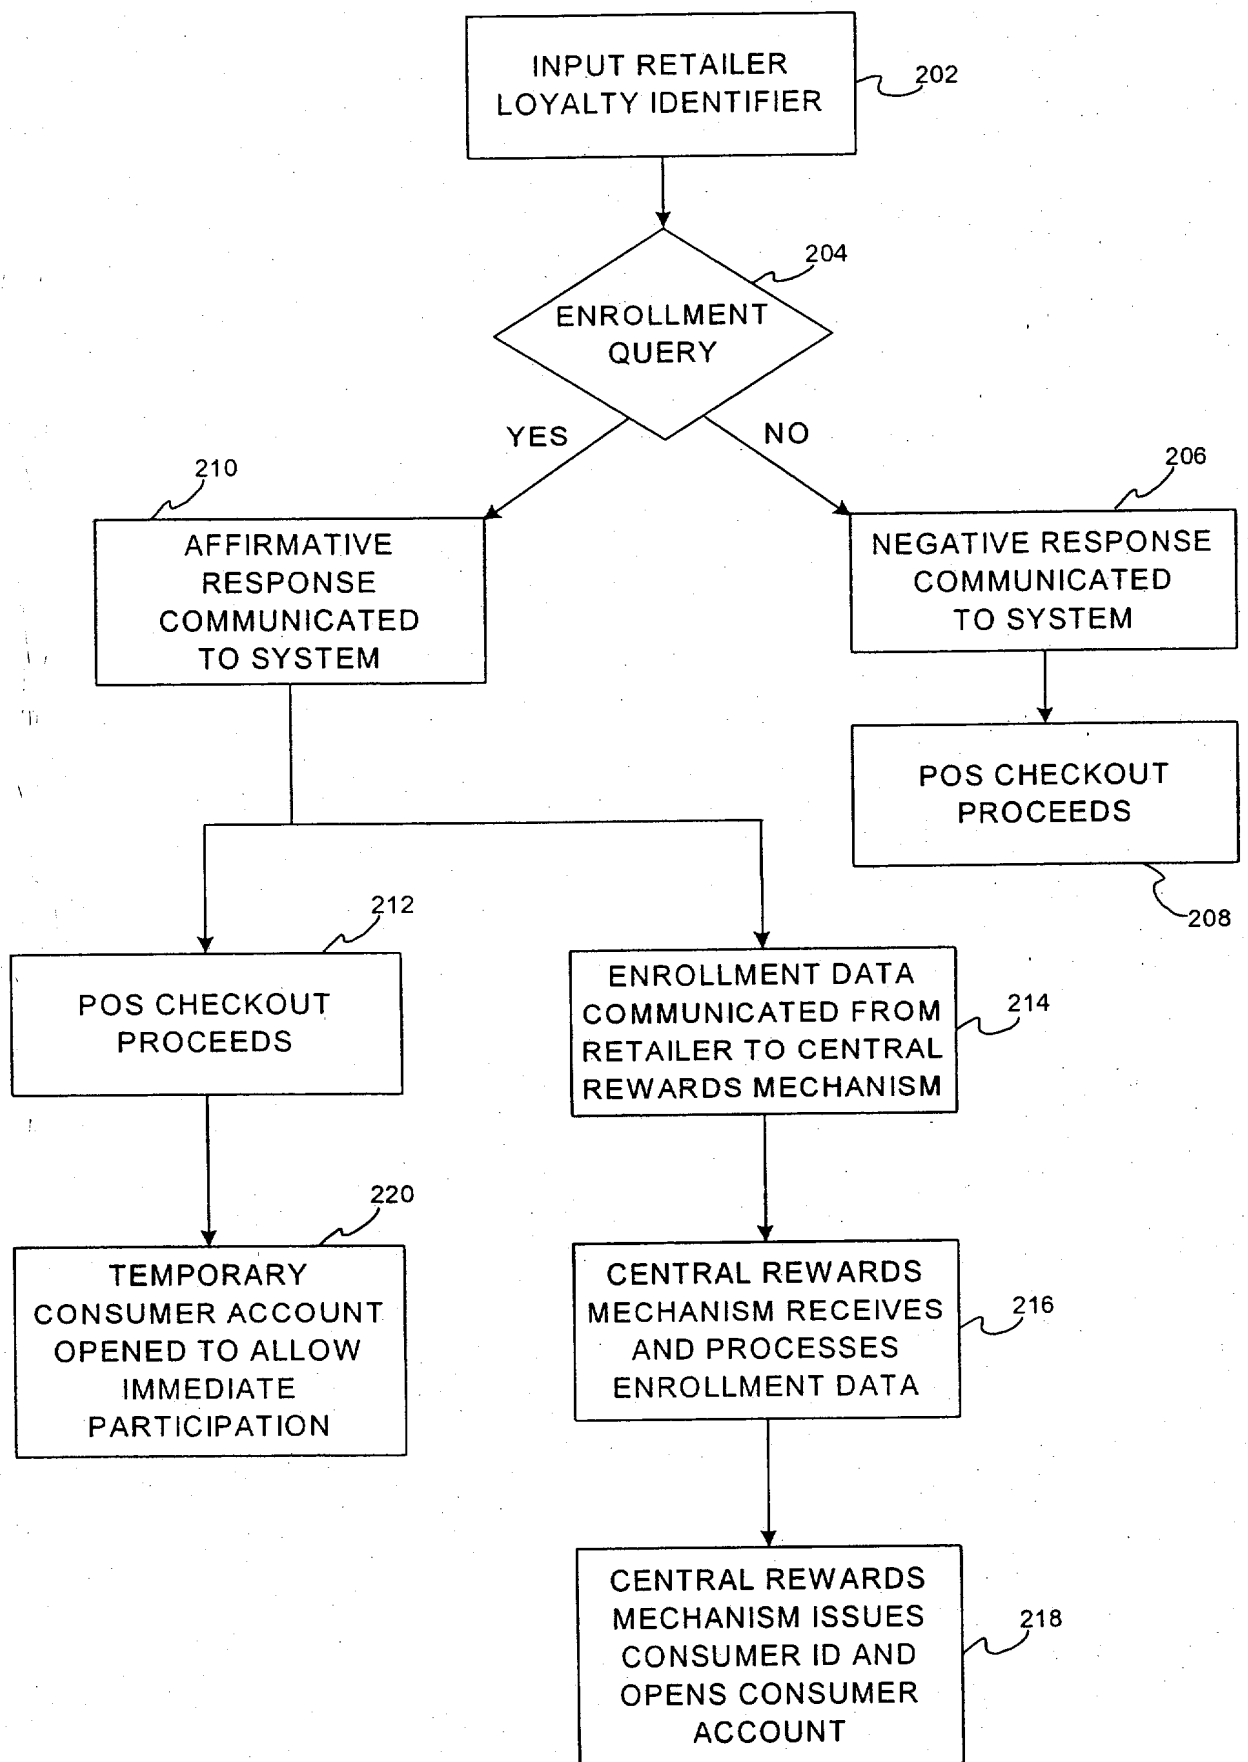 INPUT RETAILER
LOYALTY IDENTIFIER
202
204
ENROLLMENT
QUERY
YES
NO
210
206
AFFIRMATIVE
RESPONSE
COMMUNICATED
TO SYSTEM
NEGATIVE RESPONSE
COMMUNICATED
TO SYSTEM
POS CHECKOUT
PROCEEDS
208
212
POS CHECKOUT
PROCEEDS
ENROLLMENT DATA
COMMUNICATED FROM
RETAILER TO CENTRAL
REWARDS MECHANISM
214
220
TEMPORARY
CONSUMER ACCOUNT
OPENED TO ALLOW
IMMEDIATE
PARTICIPATION
CENTRAL REWARDS
MECHANISM RECEIVES
AND PROCESSES
ENROLLMENT DATA
216
CENTRAL REWARDS
MECHANISM ISSUES
CONSUMER ID AND
OPENS CONSUMER
ACCOUNT
218